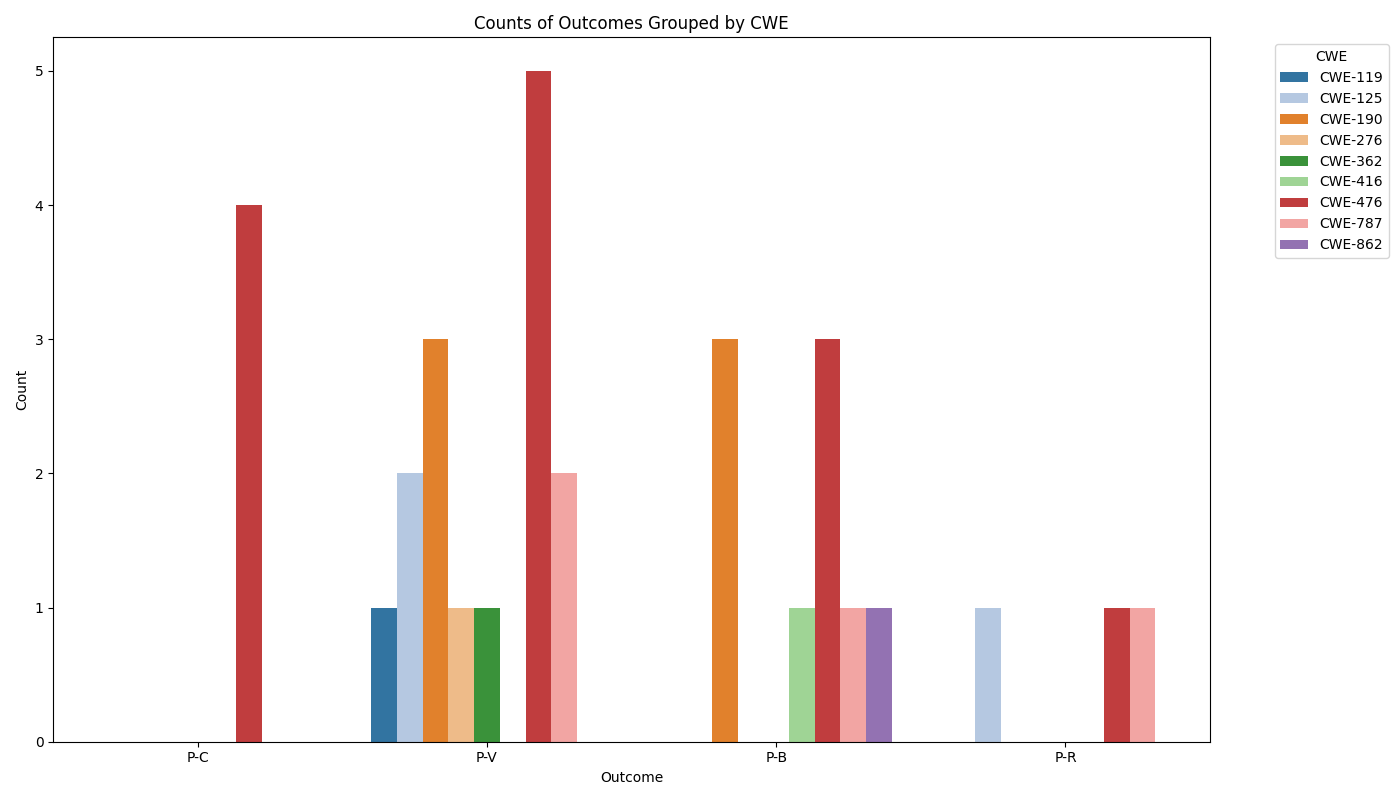 Counts of Outcomes Grouped by CWE
CWE
CWE-119
CWE-125
CWE-190
CWE-276
CWE-362
CWE-416
CWE-476
CWE-787
CWE-862
Count
5
4
3
2
1
0
P-C P-V P-B P-R
Outcome